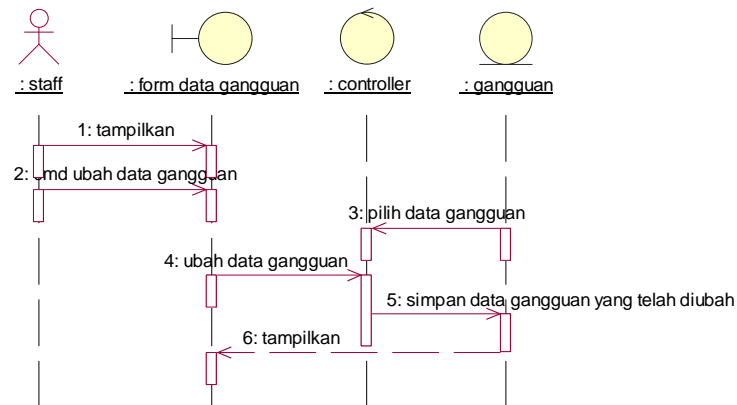 : staff
: form data gangguan
: controller
: gangguan
1: tampilkan
2: cmd ubah data gangguan
3: pilih data gangguan
4: ubah data gangguan
5: simpan data gangguan yang telah diubah
6: tampilkan